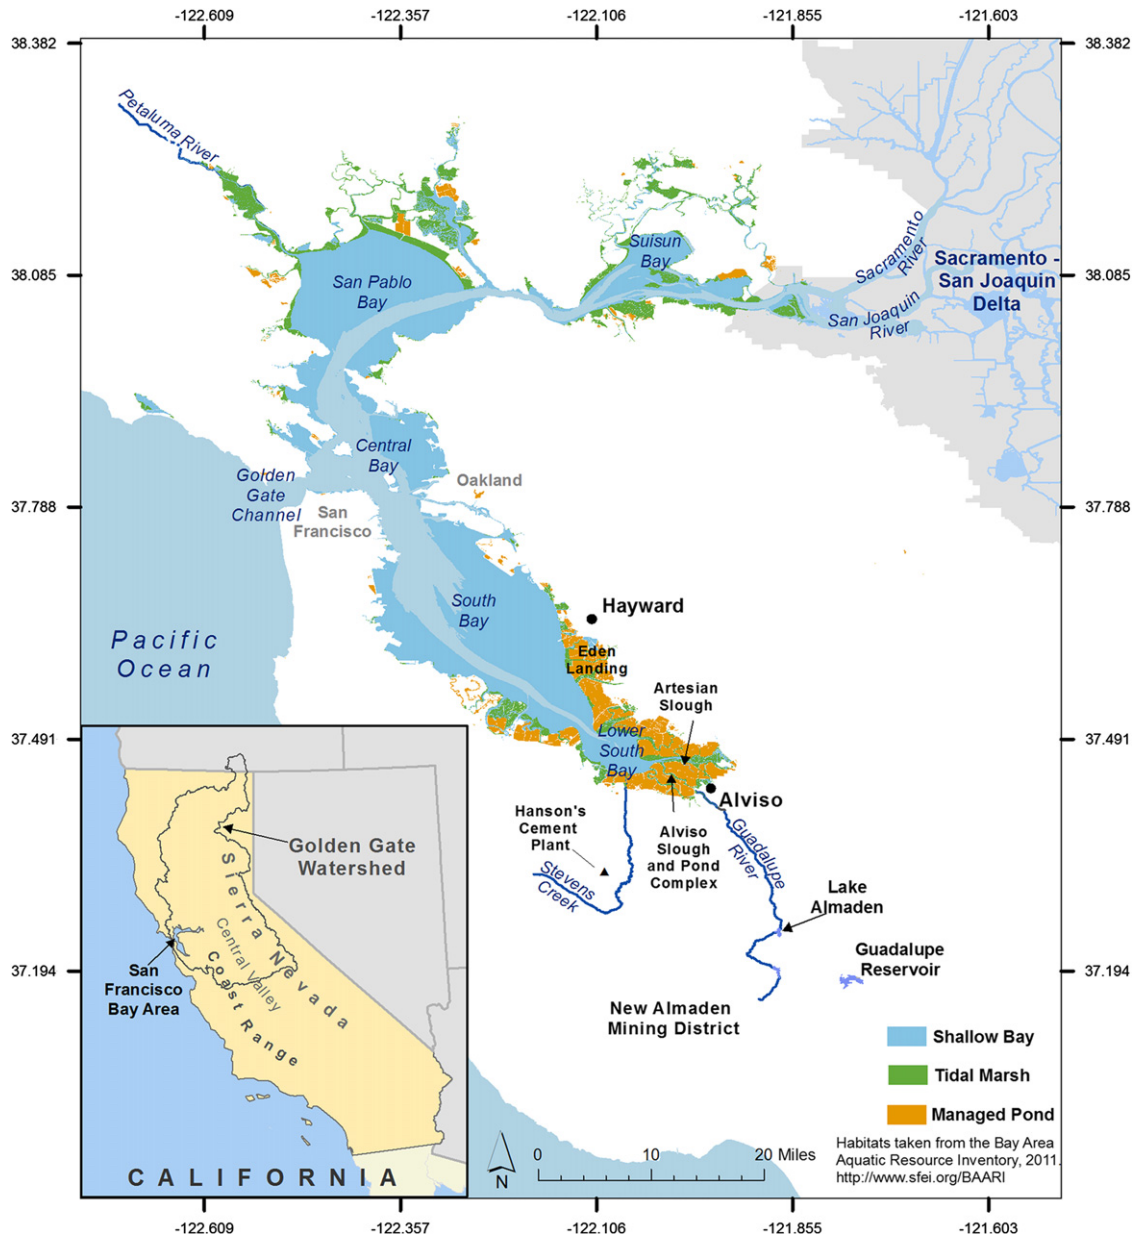 -122.609
-122.357
-122.106
-121.855
-121.603
38.382
38.382
Petaluma River
Suisun
Bay
Sacramento
River
38.085
38.085
San Pablo
Bay
Sacramento -
San Joaquin
Delta
San Joaquin
River
Central
Bay
Golden
Gate
Channel
Oakland
San
Francisco
37.788
37.788
South
Bay
Hayward
Pacific
Ocean
Eden
Landing
Artesian
Slough
37.491
37.491
Lower
South
Bay
Alviso
Hanson's
Cement
Plant
Alviso
Slough
and Pond
Complex
Guadalupe
River
Stevens
Creek
Lake
Almaden
Guadalupe
Reservoir
37.194
37.194
New Almaden
Mining District
Golden Gate
Watershed
Sierra Nevada
Central Valley
Coast Range
San
Francisco
Bay Area
CALIFORNIA
Shallow Bay
Tidal Marsh
Managed Pond
Habitats taken from the Bay Area
Aquatic Resource Inventory, 2011.
http://www.sfei.org/BAARI
N
0 10 20 Miles
-122.609
-122.357
-122.106
-121.855
-121.603